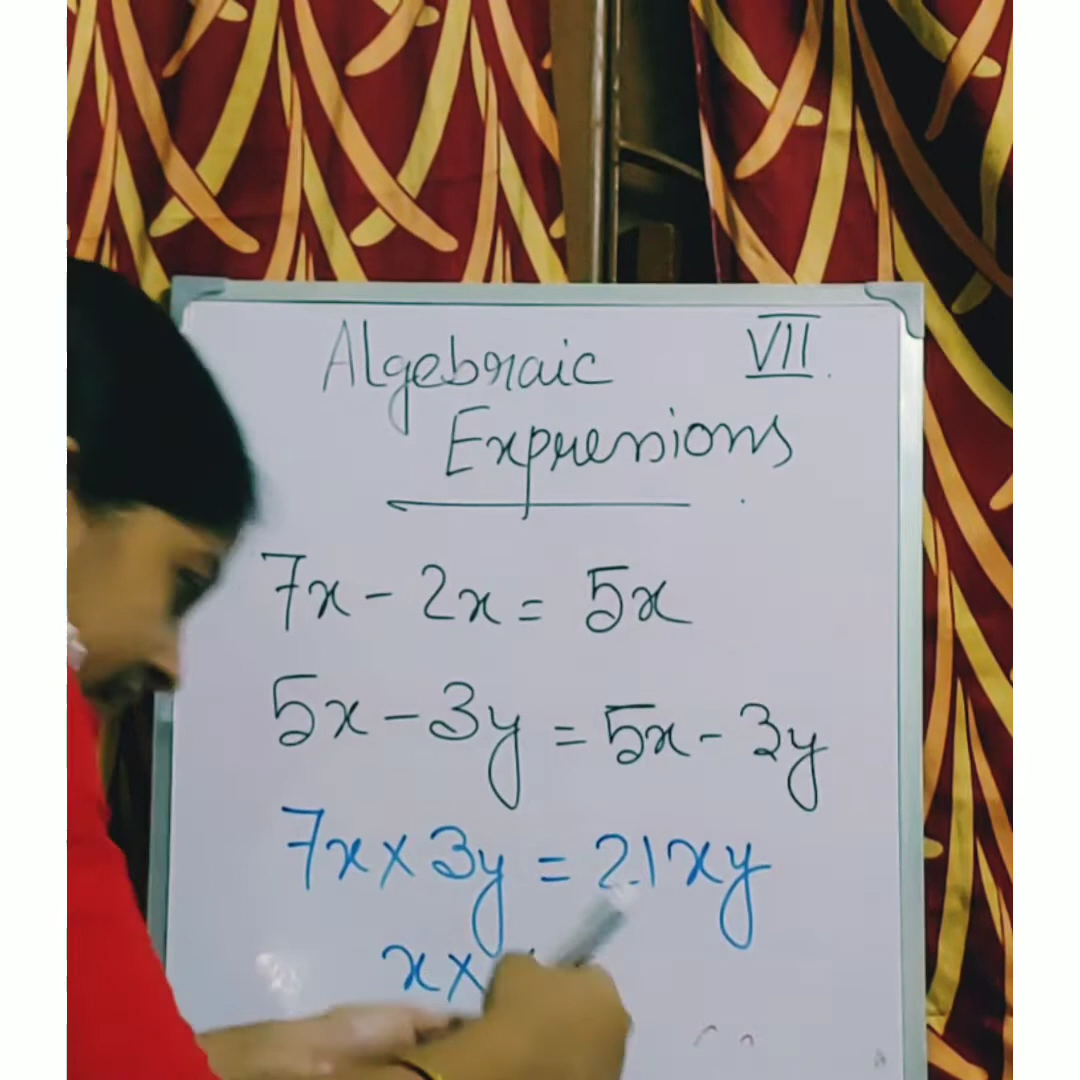 Algebraic VII
Expressions
7x - 2x = 5x
5x - 3y = 5x - 3y
7x × 3y = 21xy
x ×